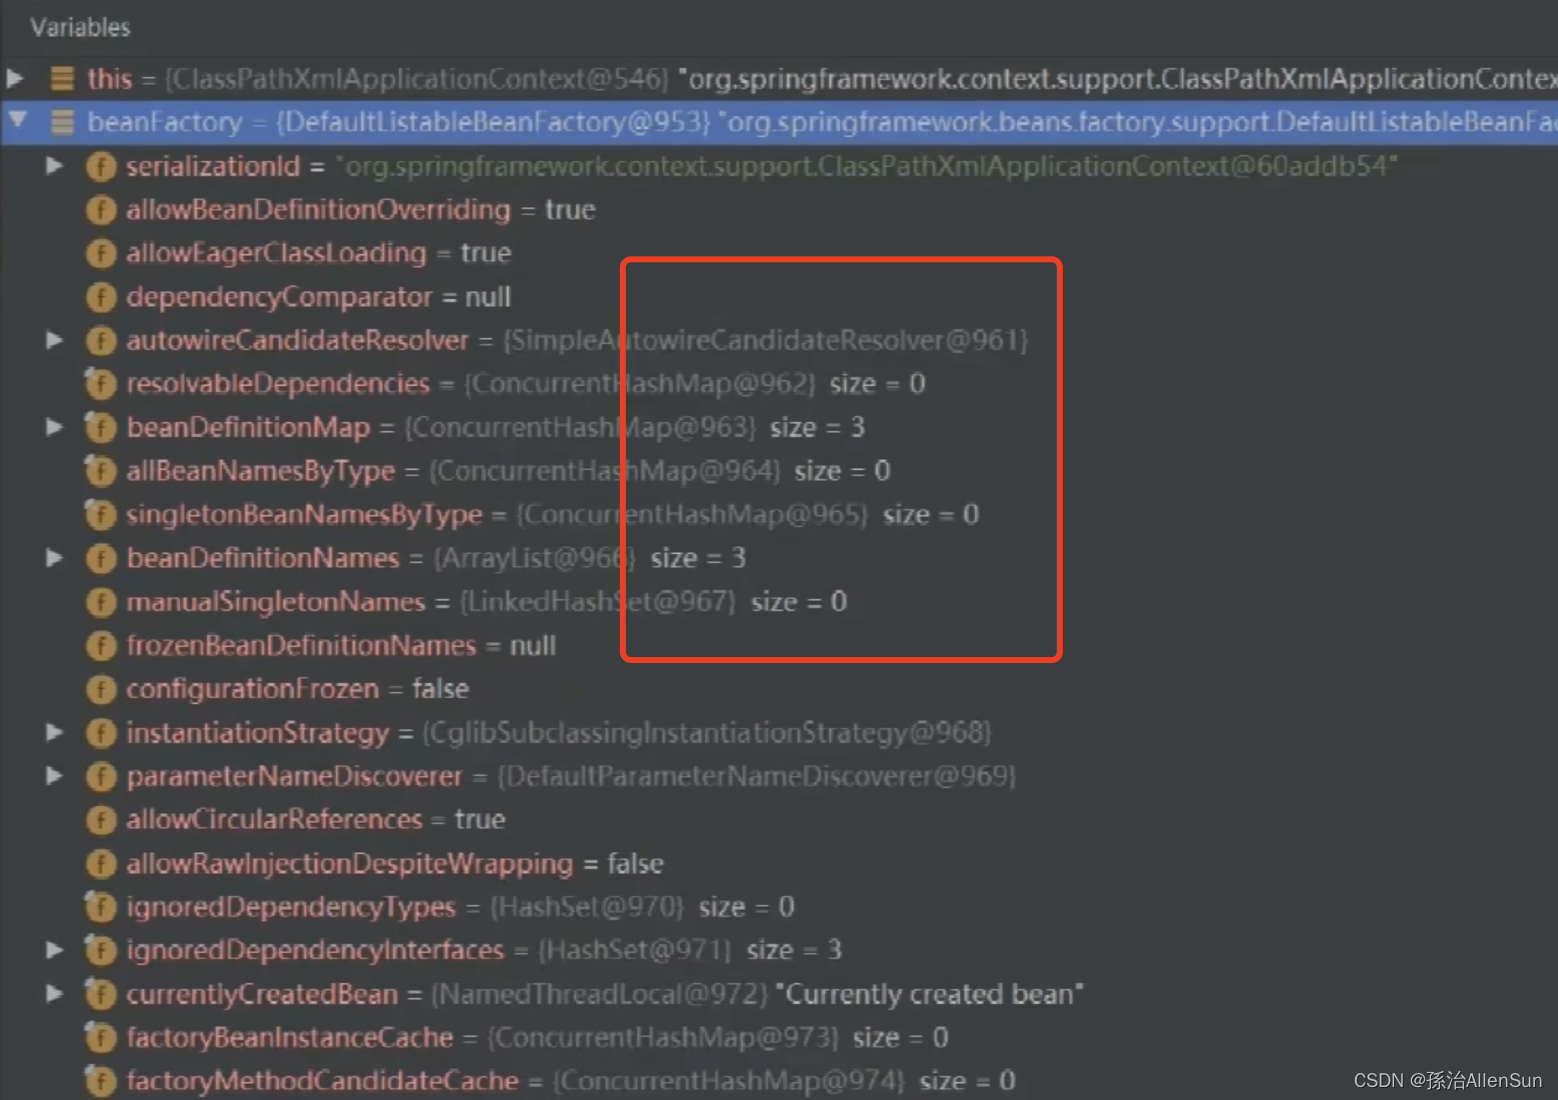 Variables
this = {ClassPathXmlApplicationContext@546} "org.springframework.context.support.ClassPathXmlApplicationContex
beanFactory = {DefaultListableBeanFactory@953} "org.springframework.beans.factory.support.DefaultListableBeanFa
serializationId = "org.springframework.context.support.ClassPathXmlApplicationContext@60addb54"
allowBeanDefinitionOverriding = true
allowEagerClassLoading = true
dependencyComparator = null
autowireCandidateResolver = {SimpleAutowireCandidateResolver@961}
resolvableDependencies = {ConcurrentHashMap@962} size = 0
beanDefinitionMap = {ConcurrentHashMap@963} size = 3
allBeanNamesByType = {ConcurrentHashMap@964} size = 0
singletonBeanNamesByType = {ConcurrentHashMap@965} size = 0
beanDefinitionNames = {ArrayList@966} size = 3
manualSingletonNames = {LinkedHashSet@967} size = 0
frozenBeanDefinitionNames = null
configurationFrozen = false
instantiationStrategy = {CglibSubclassingInstantiationStrategy@968}
parameterNameDiscoverer = {DefaultParameterNameDiscoverer@969}
allowCircularReferences = true
allowRawInjectionDespiteWrapping = false
ignoredDependencyTypes = {HashSet@970} size = 0
ignoredDependencyInterfaces = {HashSet@971} size = 3
currentlyCreatedBean = {NamedThreadLocal@972} "Currently created bean"
factoryBeanInstanceCache = {ConcurrentHashMap@973} size = 0
factoryMethodCandidateCache = {ConcurrentHashMap@974} size = 0
CSDN @孫治AllenSun